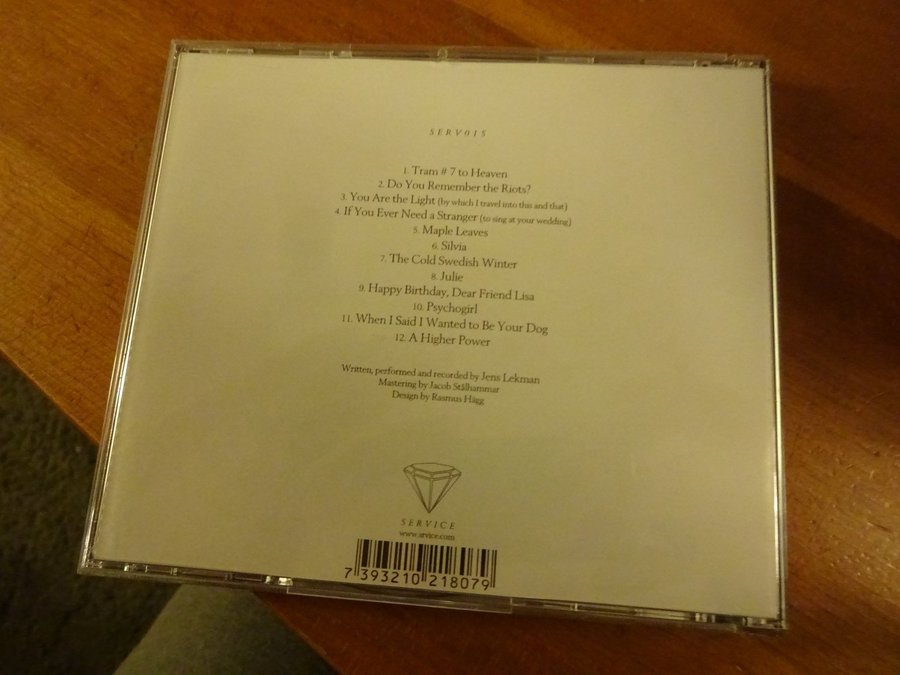 SERV015
1. Tram # 7 to Heaven
2. Do You Remember the Riots?
3. You Are the Light (by which I travel into this and that)
4. If You Ever Need a Stranger (to sing at your wedding)
5. Maple Leaves
6. Silvia
7. The Cold Swedish Winter
8. Julie
9. Happy Birthday, Dear Friend Lisa
10. Psychogirl
11. When I Said I Wanted to Be Your Dog
12. A Higher Power
Written, performed and recorded by Jens Lekman
Mastering by Jacob Stålhammar
Design by Rasmus Hägg
SERVICE
www.srvice.com
7 393210 218079